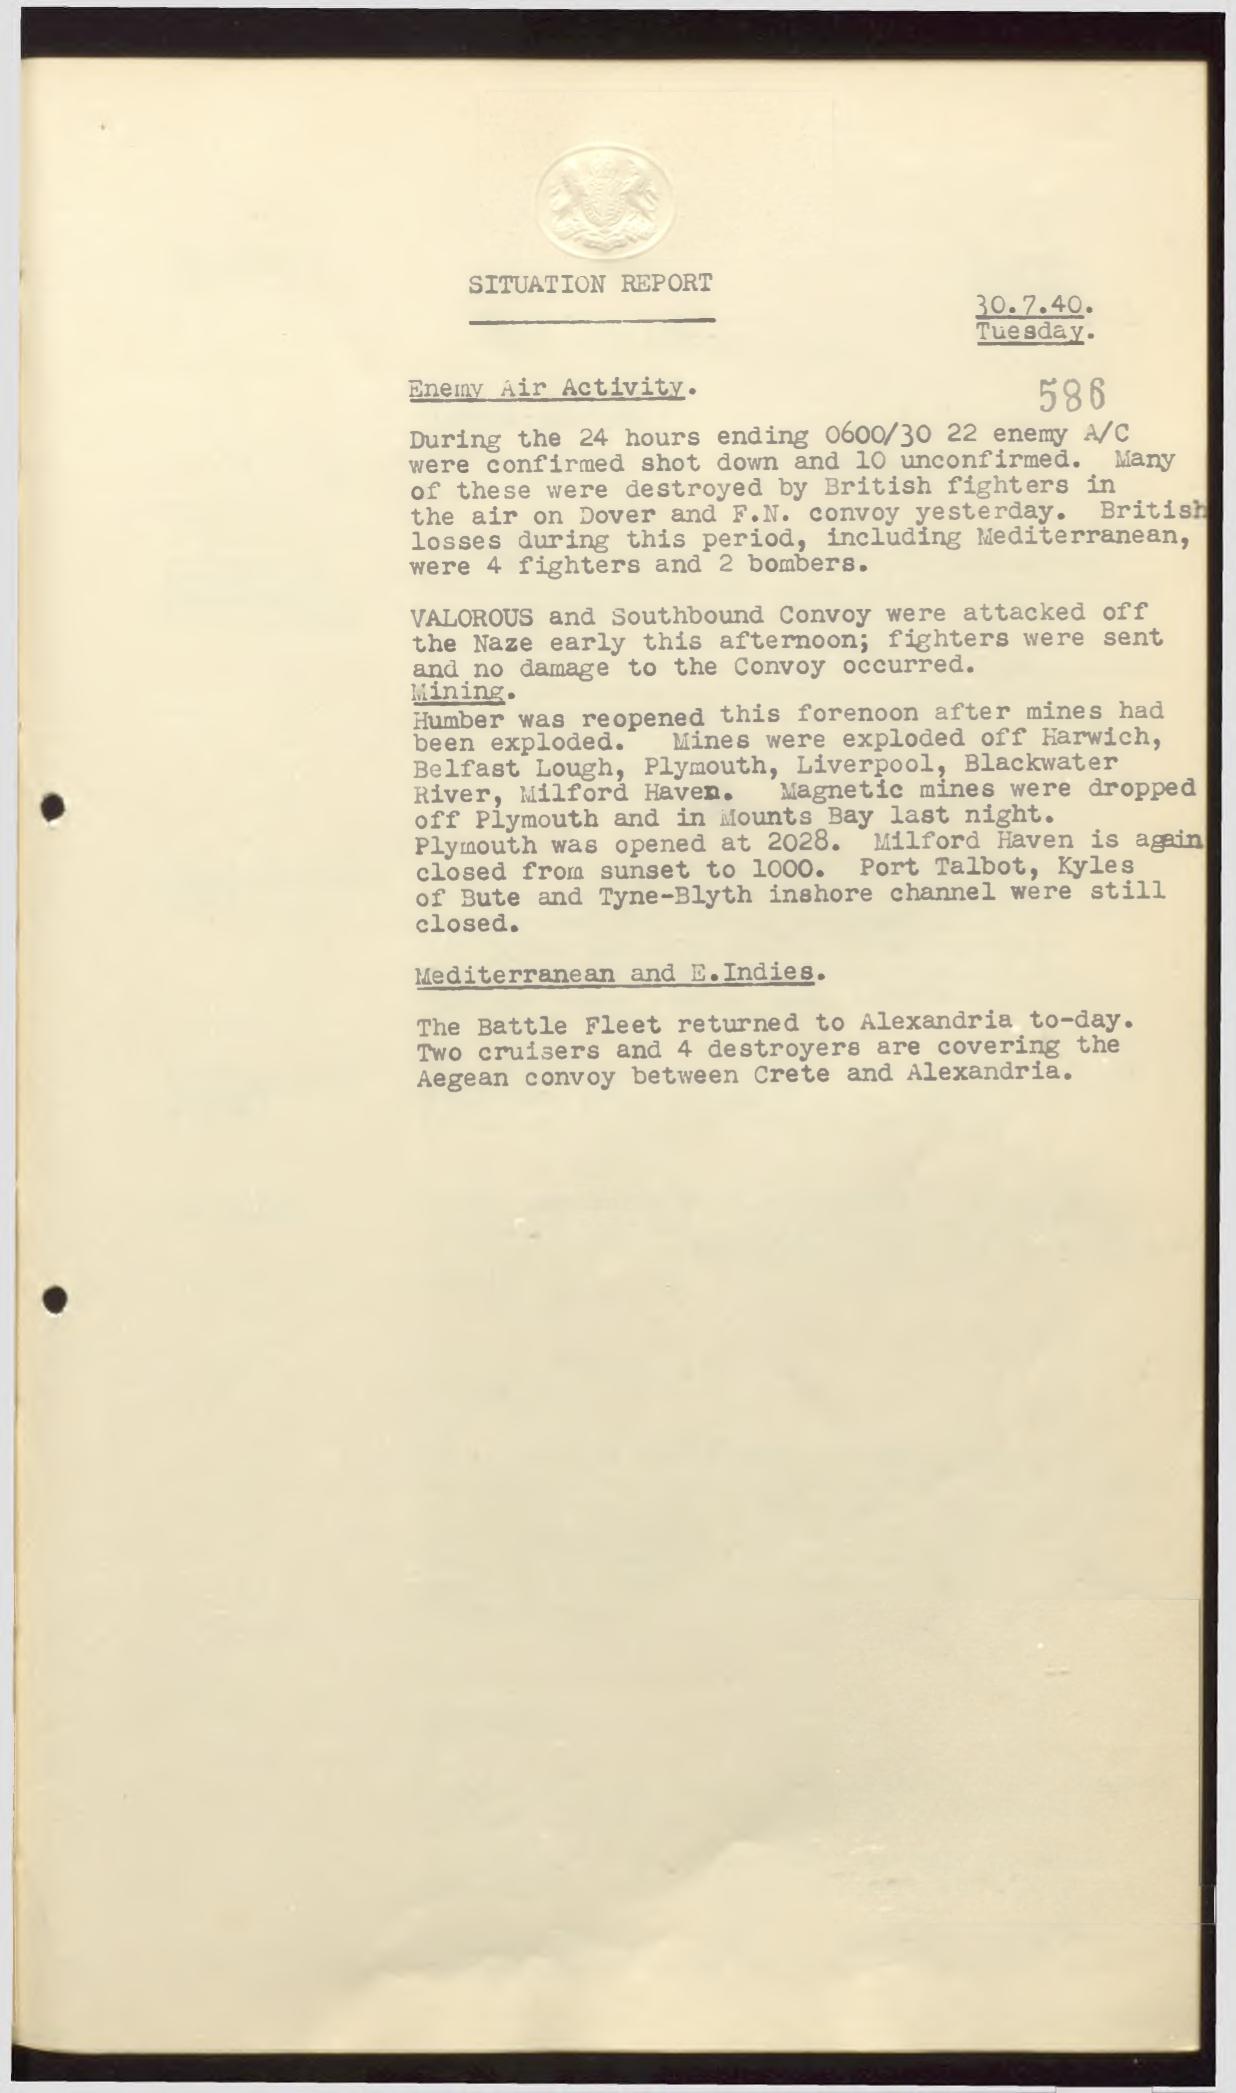 SITUATION REPORT
30.7.40.
Tuesday.
Enemy Air Activity.
586
During the 24 hours ending 0600/30 22 enemy A/C
were confirmed shot down and 10 unconfirmed. Many
of these were destroyed by British fighters in
the air on Dover and F.N. convoy yesterday. British
losses during this period, including Mediterranean,
were 4 fighters and 2 bombers.
VALOROUS and Southbound Convoy were attacked off
the Naze early this afternoon; fighters were sent
and no damage to the Convoy occurred.
Mining.
Humber was reopened this forenoon after mines had
been exploded. Mines were exploded off Harwich,
Belfast Lough, Plymouth, Liverpool, Blackwater
River, Milford Haven. Magnetic mines were dropped
off Plymouth and in Mounts Bay last night.
Plymouth was opened at 2028. Milford Haven is again
closed from sunset to 1000. Port Talbot, Kyles
of Bute and Tyne-Blyth inshore channel were still
closed.
Mediterranean and E.Indies.
The Battle Fleet returned to Alexandria to-day.
Two cruisers and 4 destroyers are covering the
Aegean convoy between Crete and Alexandria.